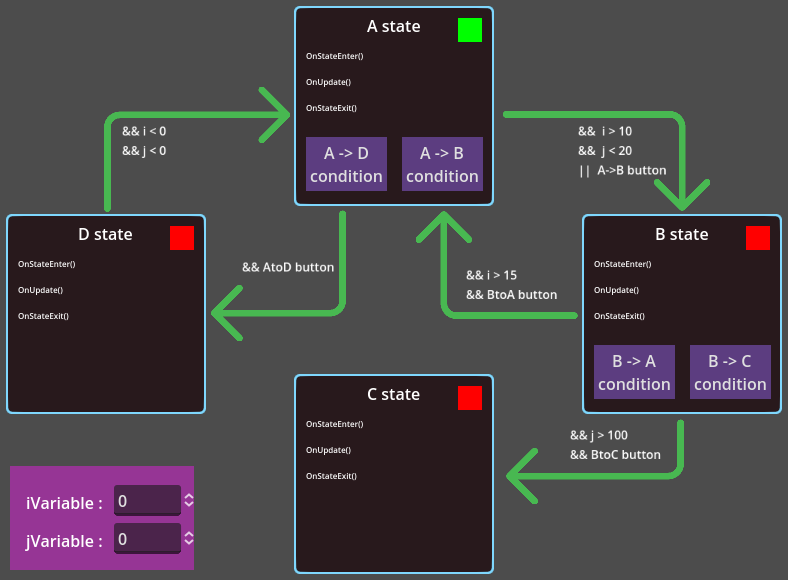 A state
OnStateEnter()
OnUpdate()
OnStateExit()
A -> D
condition
A -> B
condition
&& i < 0
&& j < 0
&& i > 10
&& j < 20
|| A->B button
D state
OnStateEnter()
OnUpdate()
OnStateExit()
&& AtoD button
&& i > 15
&& BtoA button
B state
OnStateEnter()
OnUpdate()
OnStateExit()
B -> A
condition
B -> C
condition
C state
OnStateEnter()
OnUpdate()
OnStateExit()
&& j > 100
&& BtoC button
iVariable : 0
jVariable : 0